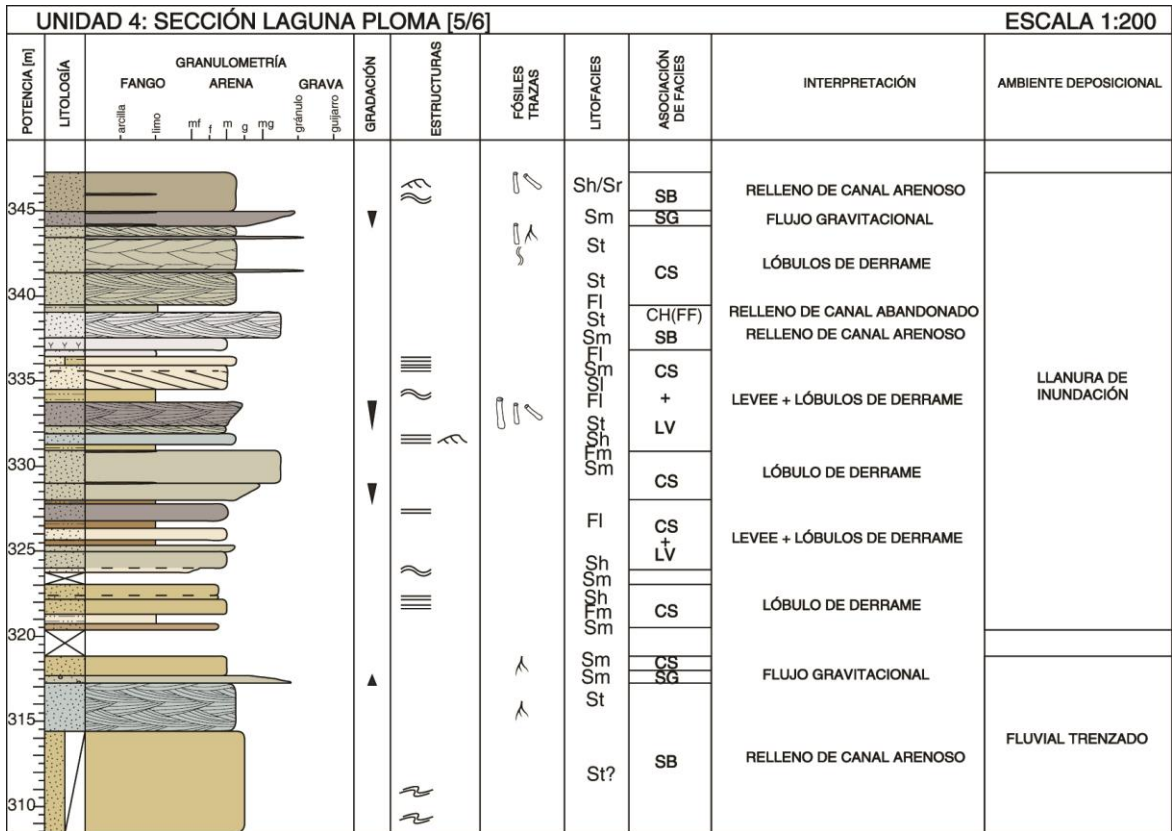 UNIDAD 4: SECCIÓN LAGUNA PLOMA [5/6] ESCALA 1:200
POTENCIA [m]
LITOLOGÍA
GRANULOMETRÍA
FANGO ARENA GRAVA
arcilla limo mf f m g mg gránulo guijarro
GRADACIÓN
ESTRUCTURAS
FÓSILES
TRAZAS
LITOFACIES
ASOCIACIÓN
DE FACIES
INTERPRETACIÓN
AMBIENTE DEPOSICIONAL
345
340
335
330
325
320
315
310
Sh/Sr
Sm
St
St
Fl
St
Sm
Fl
Sm
Sl
Fl
St
Sh
Fm
Sm
Fl
Sh
Sm
Sh
Fm
Sm
Sm
Sm
St
St?
SB
SG
CS
CH(FF)
SB
CS
+
LV
CS
CS
+
LV
CS
CS
SG
SB
RELLENO DE CANAL ARENOSO
FLUJO GRAVITACIONAL
LÓBULOS DE DERRAME
RELLENO DE CANAL ABANDONADO
RELLENO DE CANAL ARENOSO
LEVEE + LÓBULOS DE DERRAME
LÓBULO DE DERRAME
LEVEE + LÓBULOS DE DERRAME
LÓBULO DE DERRAME
FLUJO GRAVITACIONAL
RELLENO DE CANAL ARENOSO
LLANURA DE
INUNDACIÓN
FLUVIAL TRENZADO